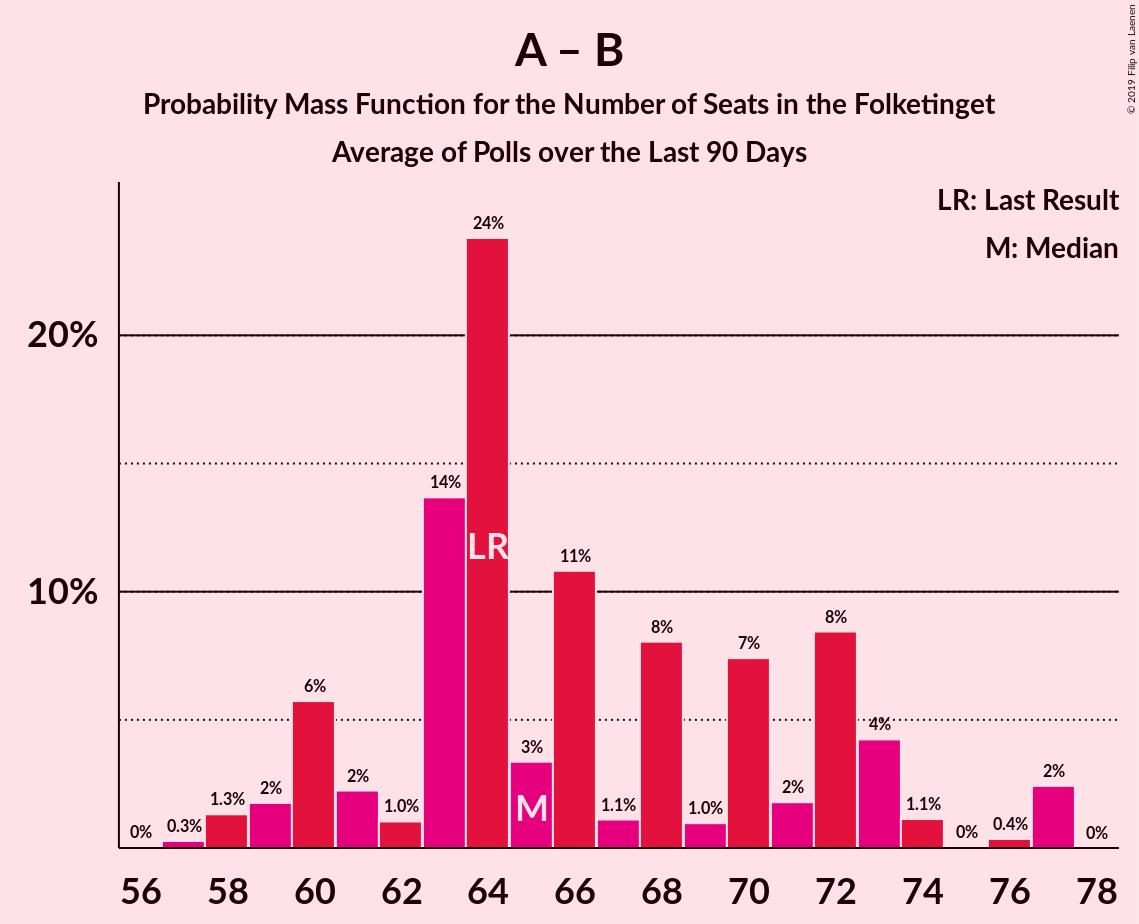 A – B
Probability Mass Function for the Number of Seats in the Folketinget
Average of Polls over the Last 90 Days
© 2019 Filip van Laenen
LR: Last Result
M: Median
20%
10%
0%
0.3%
1.3%
2%
6%
2%
1.0%
14%
24%
3%
11%
1.1%
8%
1.0%
7%
2%
8%
4%
1.1%
0%
0.4%
2%
0%
LR
M
56 58 60 62 64 66 68 70 72 74 76 78